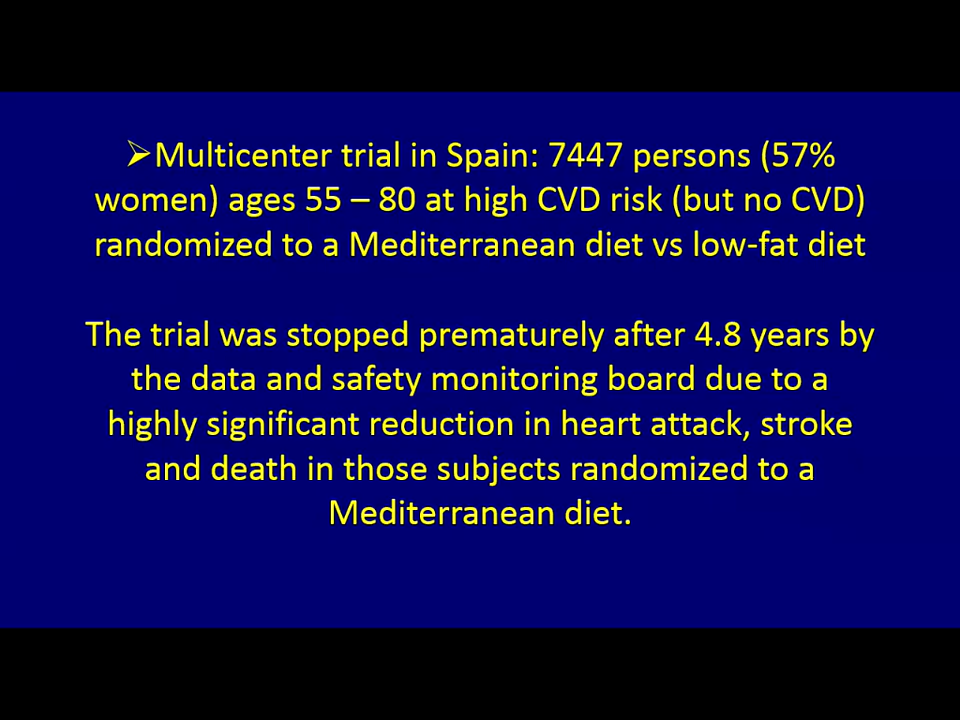 ➢Multicenter trial in Spain: 7447 persons (57%
women) ages 55 – 80 at high CVD risk (but no CVD)
randomized to a Mediterranean diet vs low-fat diet
The trial was stopped prematurely after 4.8 years by
the data and safety monitoring board due to a
highly significant reduction in heart attack, stroke
and death in those subjects randomized to a
Mediterranean diet.